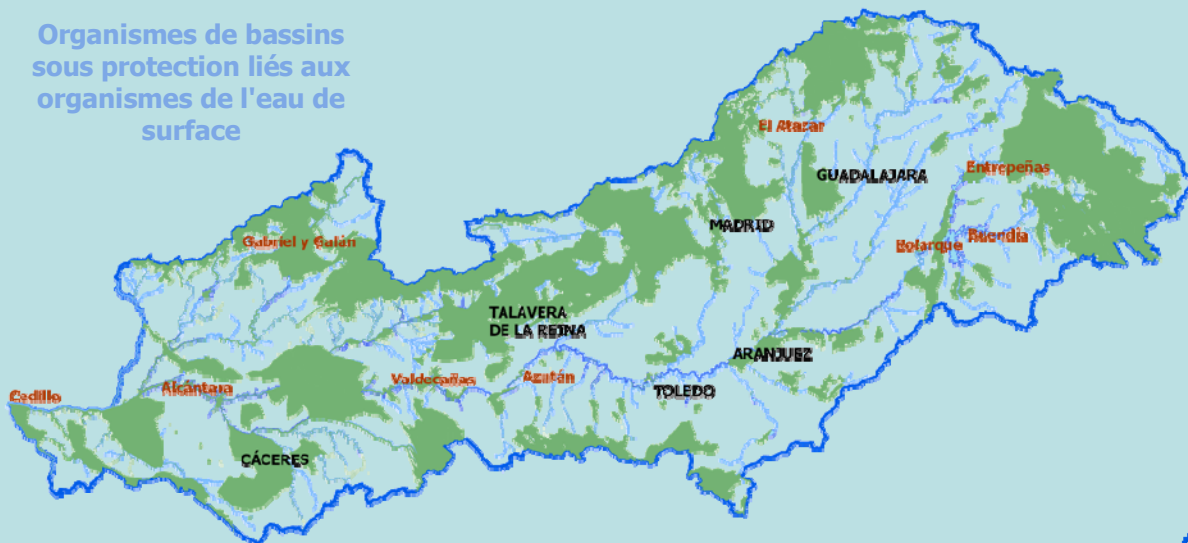 Organismes de bassins
sous protection liés aux
organismes de l'eau de
surface
El Atazar
Entrepeñas
GUADALAJARA
MADRID
Gabriel y Galán
Bolarque
Buendía
TALAVERA
DE LA REINA
ARANJUEZ
Alcántara
Valdecañas
Azután
TOLEDO
Cedillo
CÁCERES